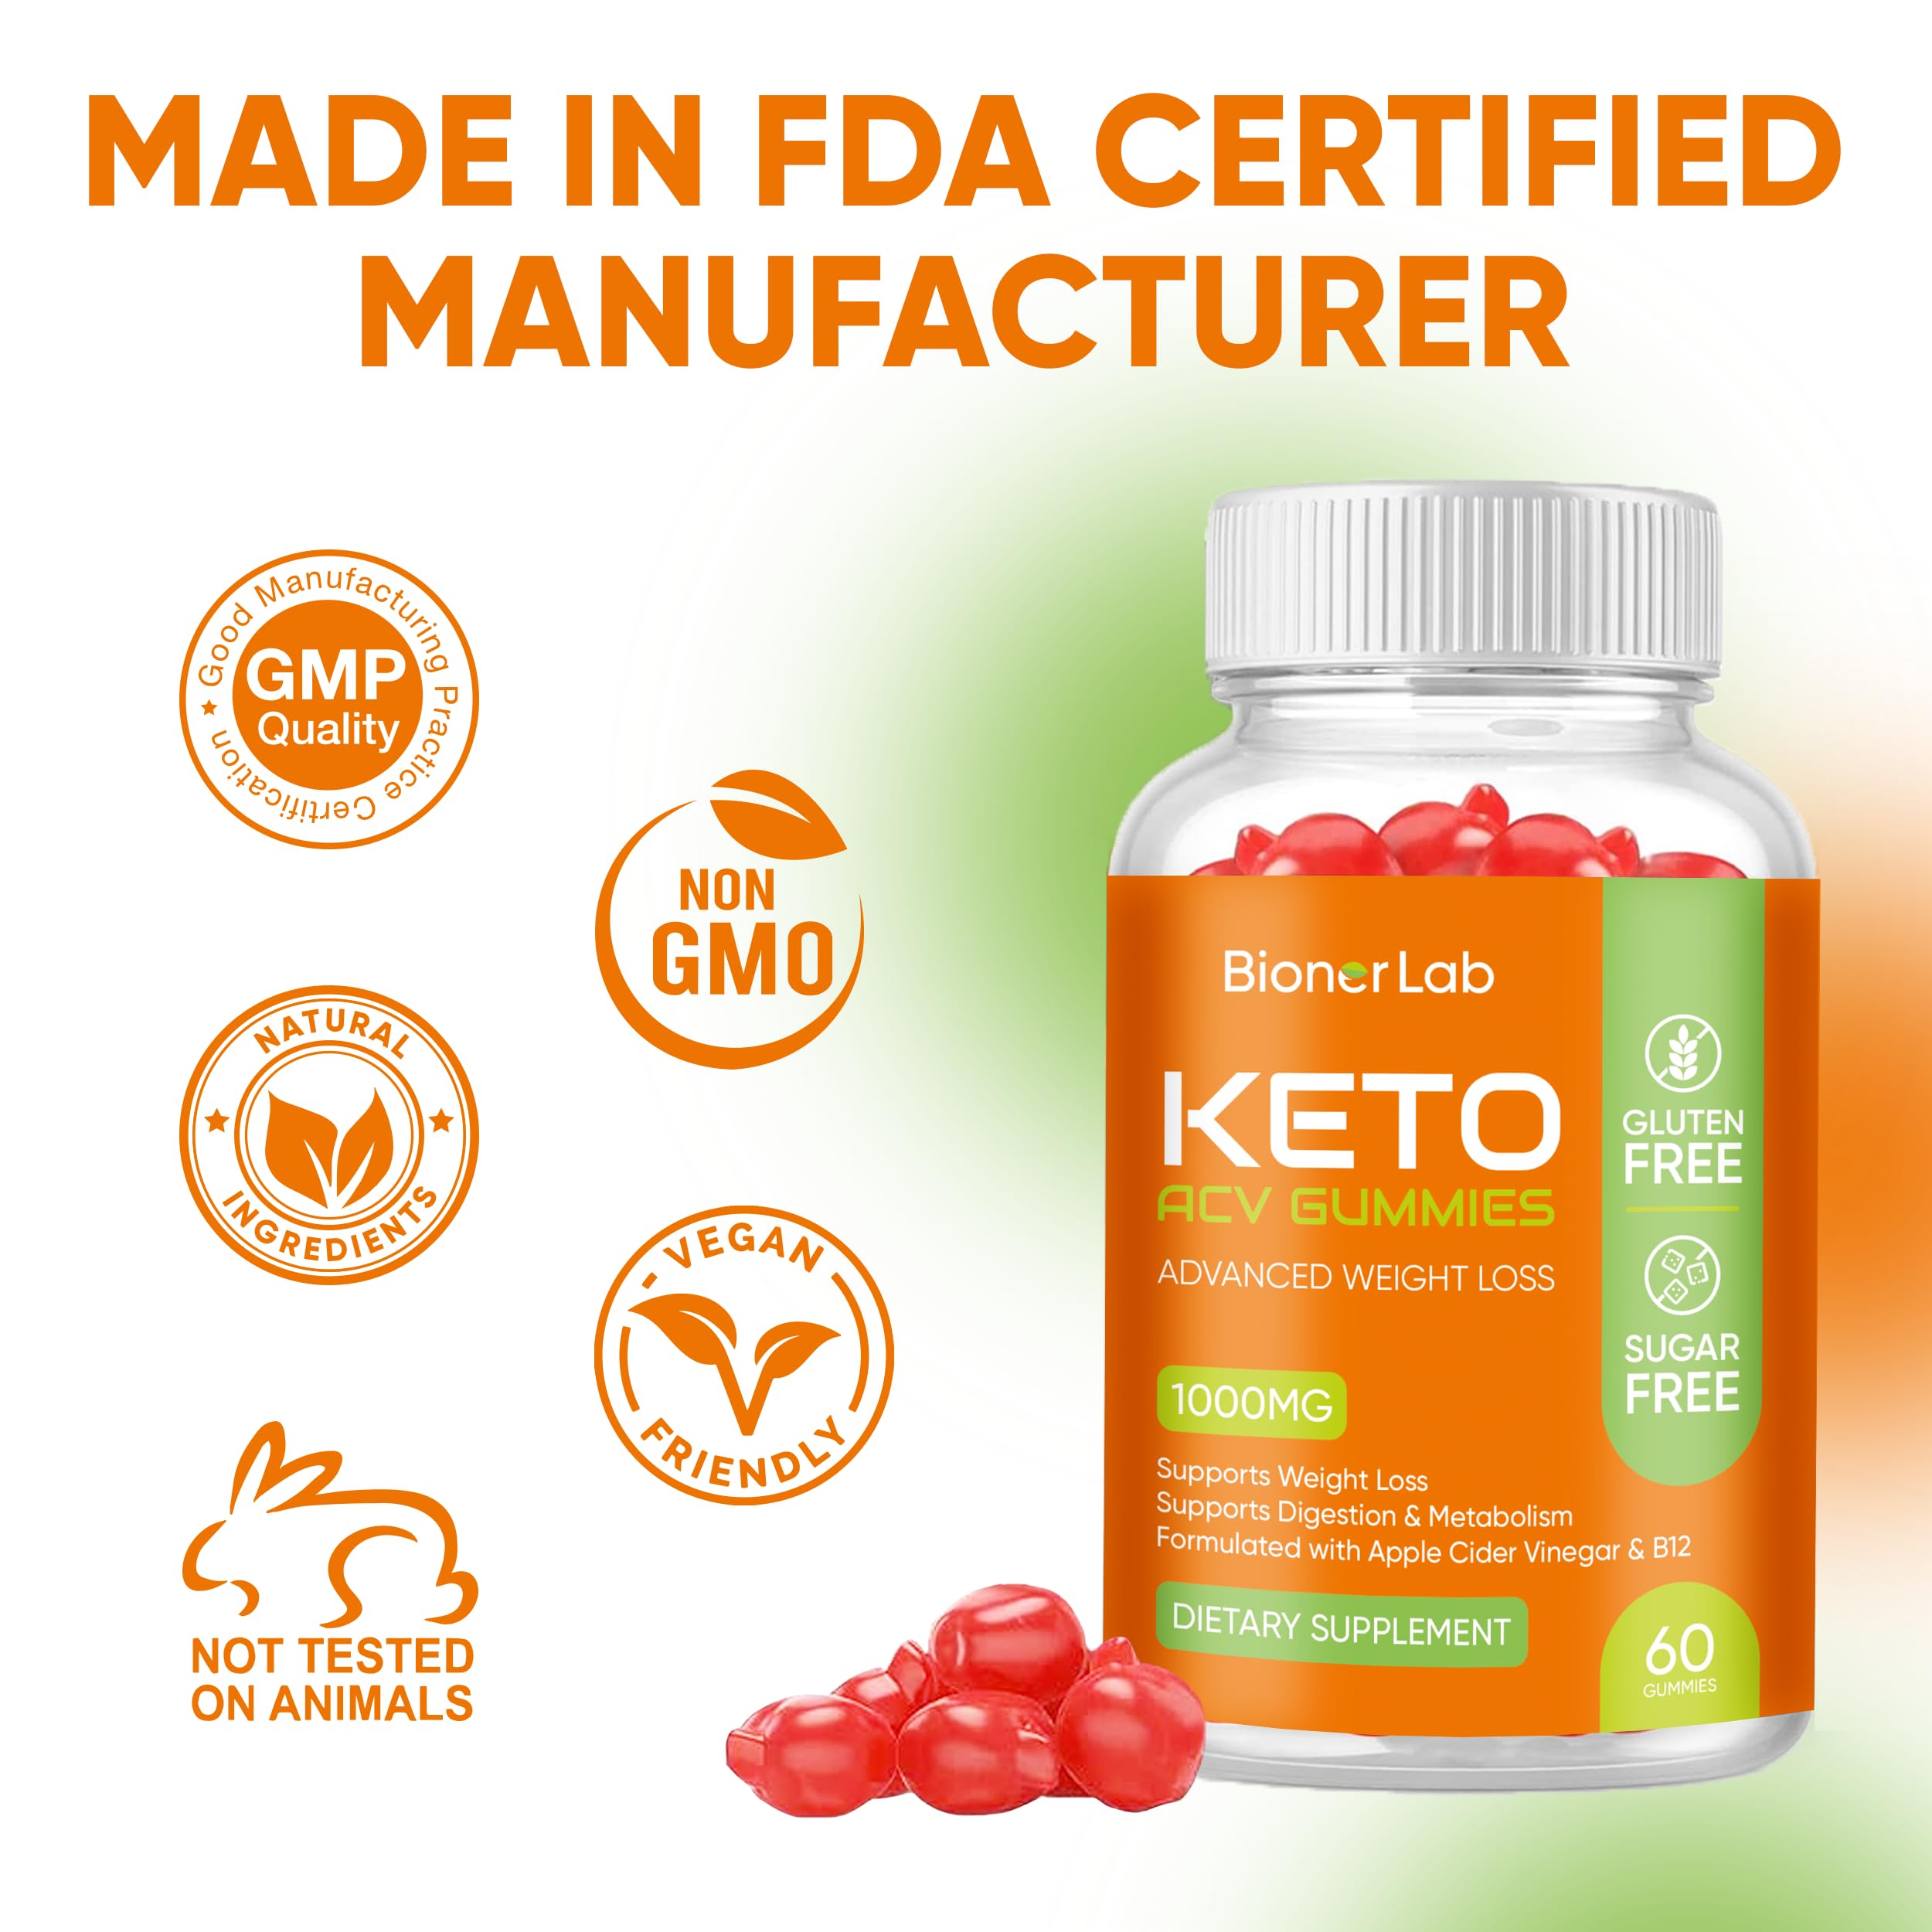 MADE IN FDA CERTIFIED
MANUFACTURER
Good Manufacturing Practice Certification
GMP
Quality
NON
GMO
NATURAL
INGREDIENTS
VEGAN
FRIENDLY
NOT TESTED
ON ANIMALS
Bioner Lab
KETO
ACV GUMMIES
ADVANCED WEIGHT LOSS
1000MG
Supports Weight Loss
Supports Digestion & Metabolism
Formulated with Apple Cider Vinegar & B12
DIETARY SUPPLEMENT
GLUTEN
FREE
SUGAR
FREE
60
GUMMIES